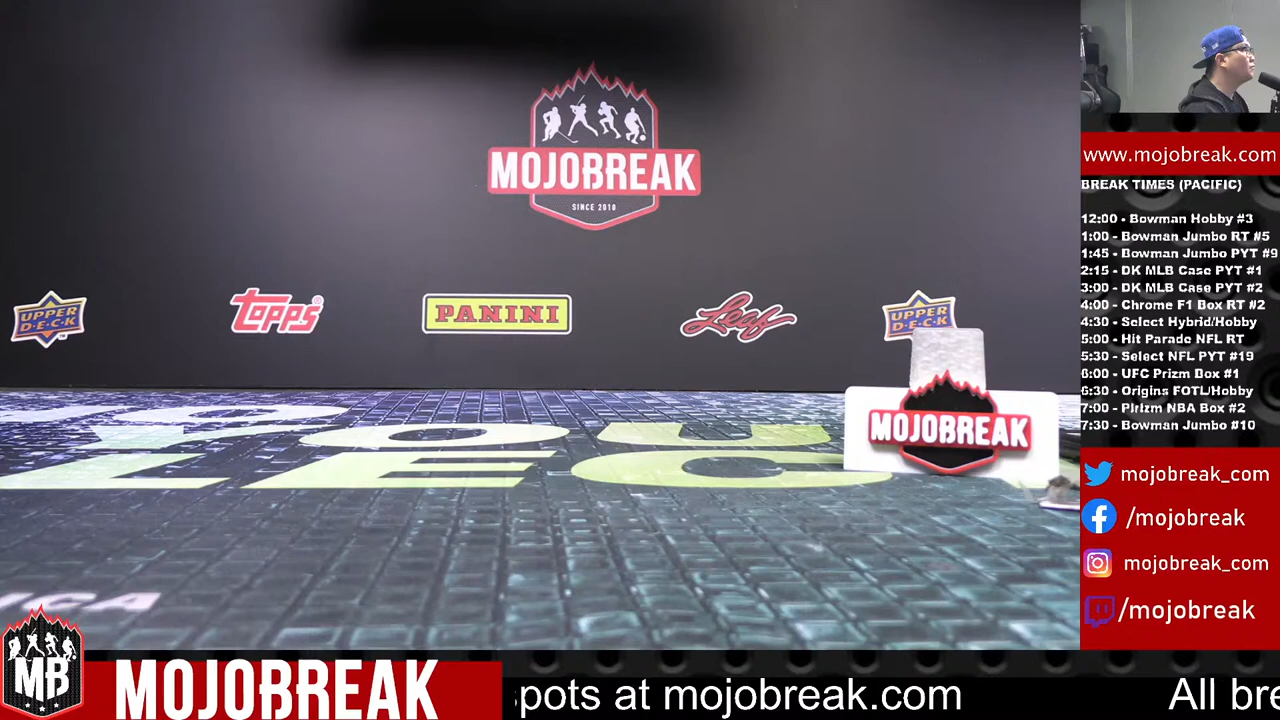 MOJOBREAK
SINCE 2010
UPPER
DECK
topps
PANINI
Leaf
UPPER
DECK
YOU
LEC
MOJOBREAK
ICA
www.mojobreak.com
BREAK TIMES (PACIFIC)
12:00 - Bowman Hobby #3
1:00 - Bowman Jumbo RT #5
1:45 - Bowman Jumbo PYT #9
2:15 - DK MLB Case PYT #1
3:00 - DK MLB Case PYT #2
4:00 - Chrome F1 Box RT #2
4:30 - Select Hybrid/Hobby
5:00 - Hit Parade NFL RT
5:30 - Select NFL PYT #19
6:00 - UFC Prizm Box #1
6:30 - Origins FOTL/Hobby
7:00 - Pirizm NBA Box #2
7:30 - Bowman Jumbo #10
mojobreak_com
/mojobreak
mojobreak_com
/mojobreak
MB
MOJOBREAK
pots at mojobreak.com
All bre